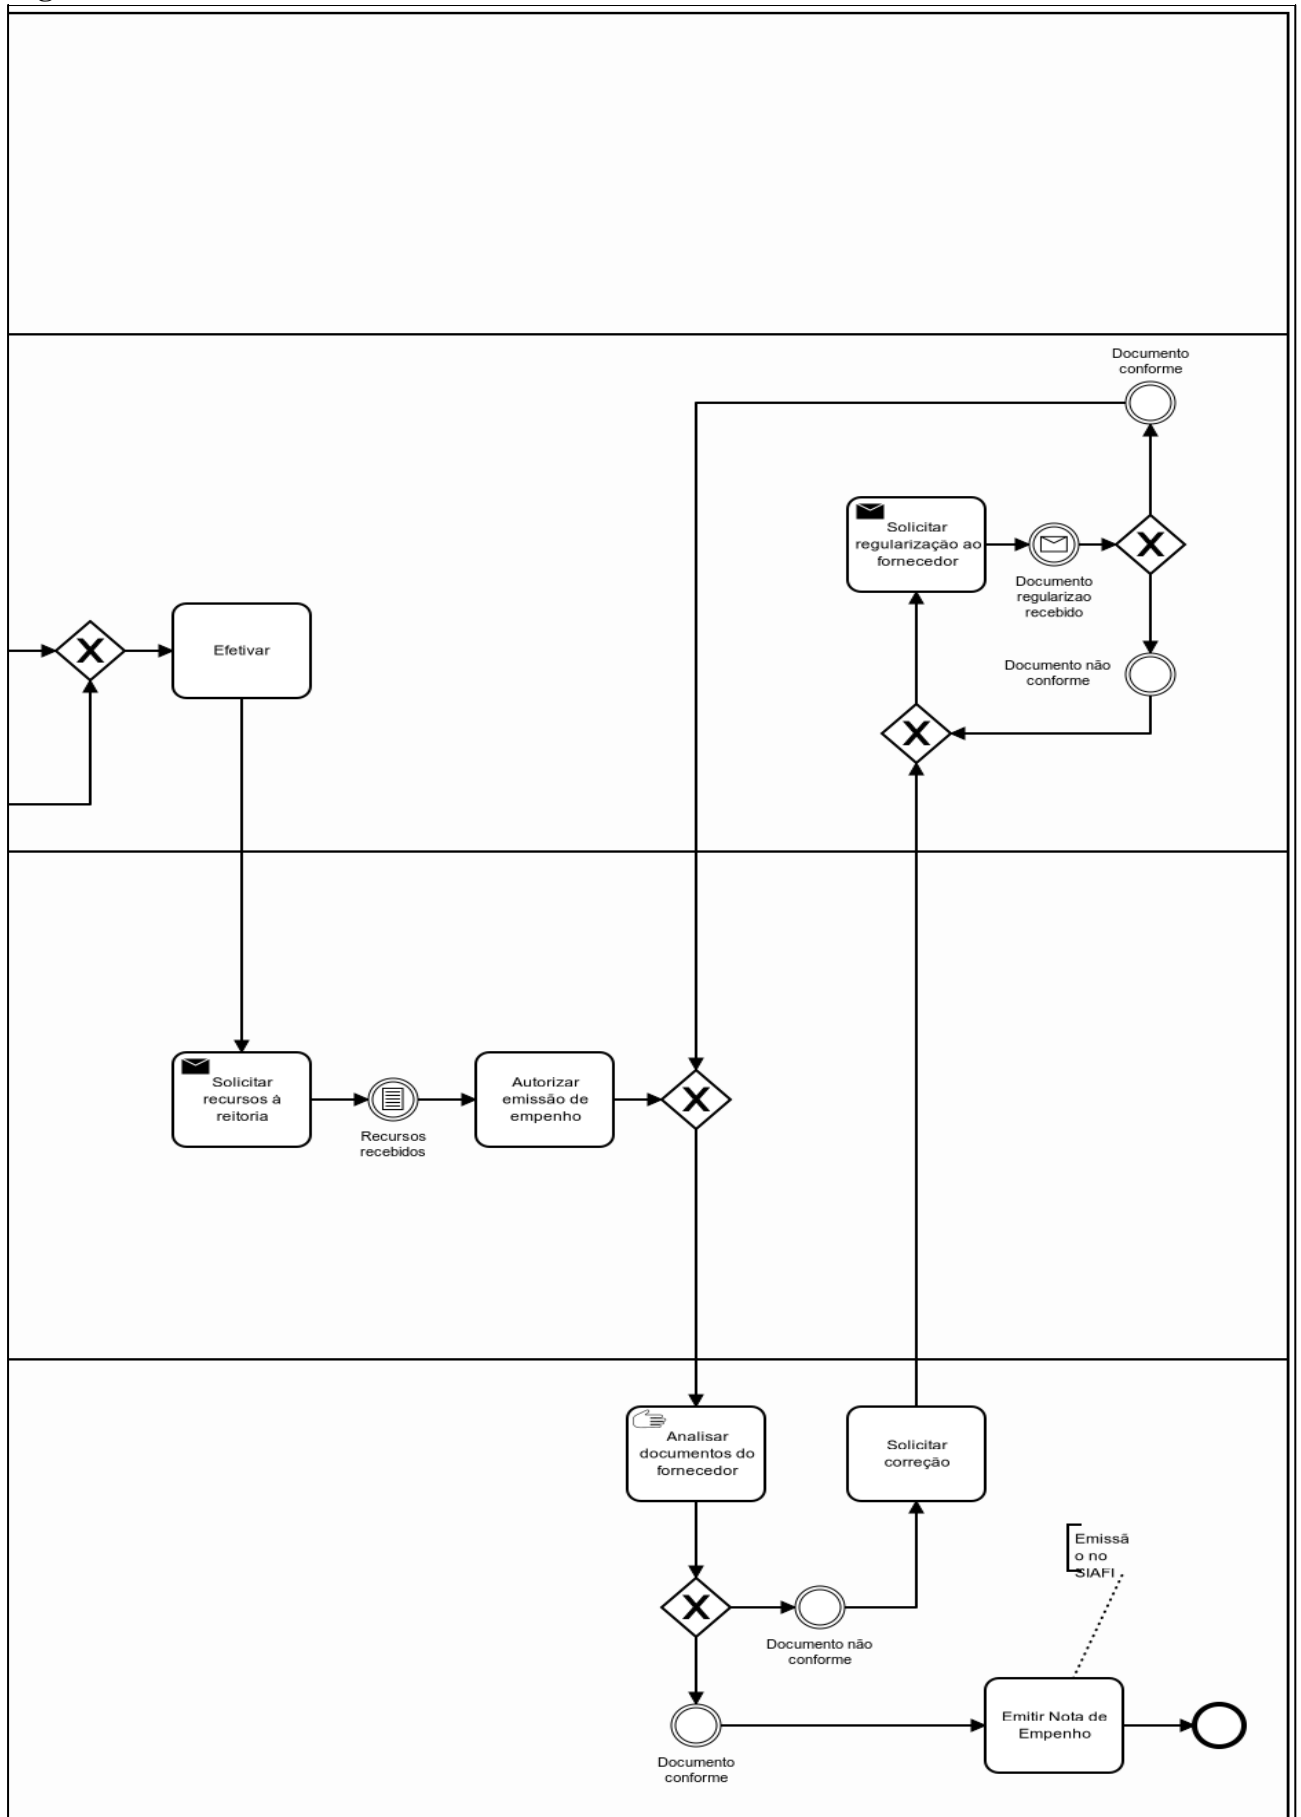 Documento
conforme
Solicitar
regularização ao
fornecedor
Documento
regularizao
recebido
Efetivar
Documento não
conforme
Solicitar
recursos à
reitoria
Recursos
recebidos
Autorizar
emissão de
empenho
Analisar
documentos do
fornecedor
Solicitar
correção
Emissã
o no
SIAFI
Documento não
conforme
Emitir Nota de
Empenho
Documento
conforme